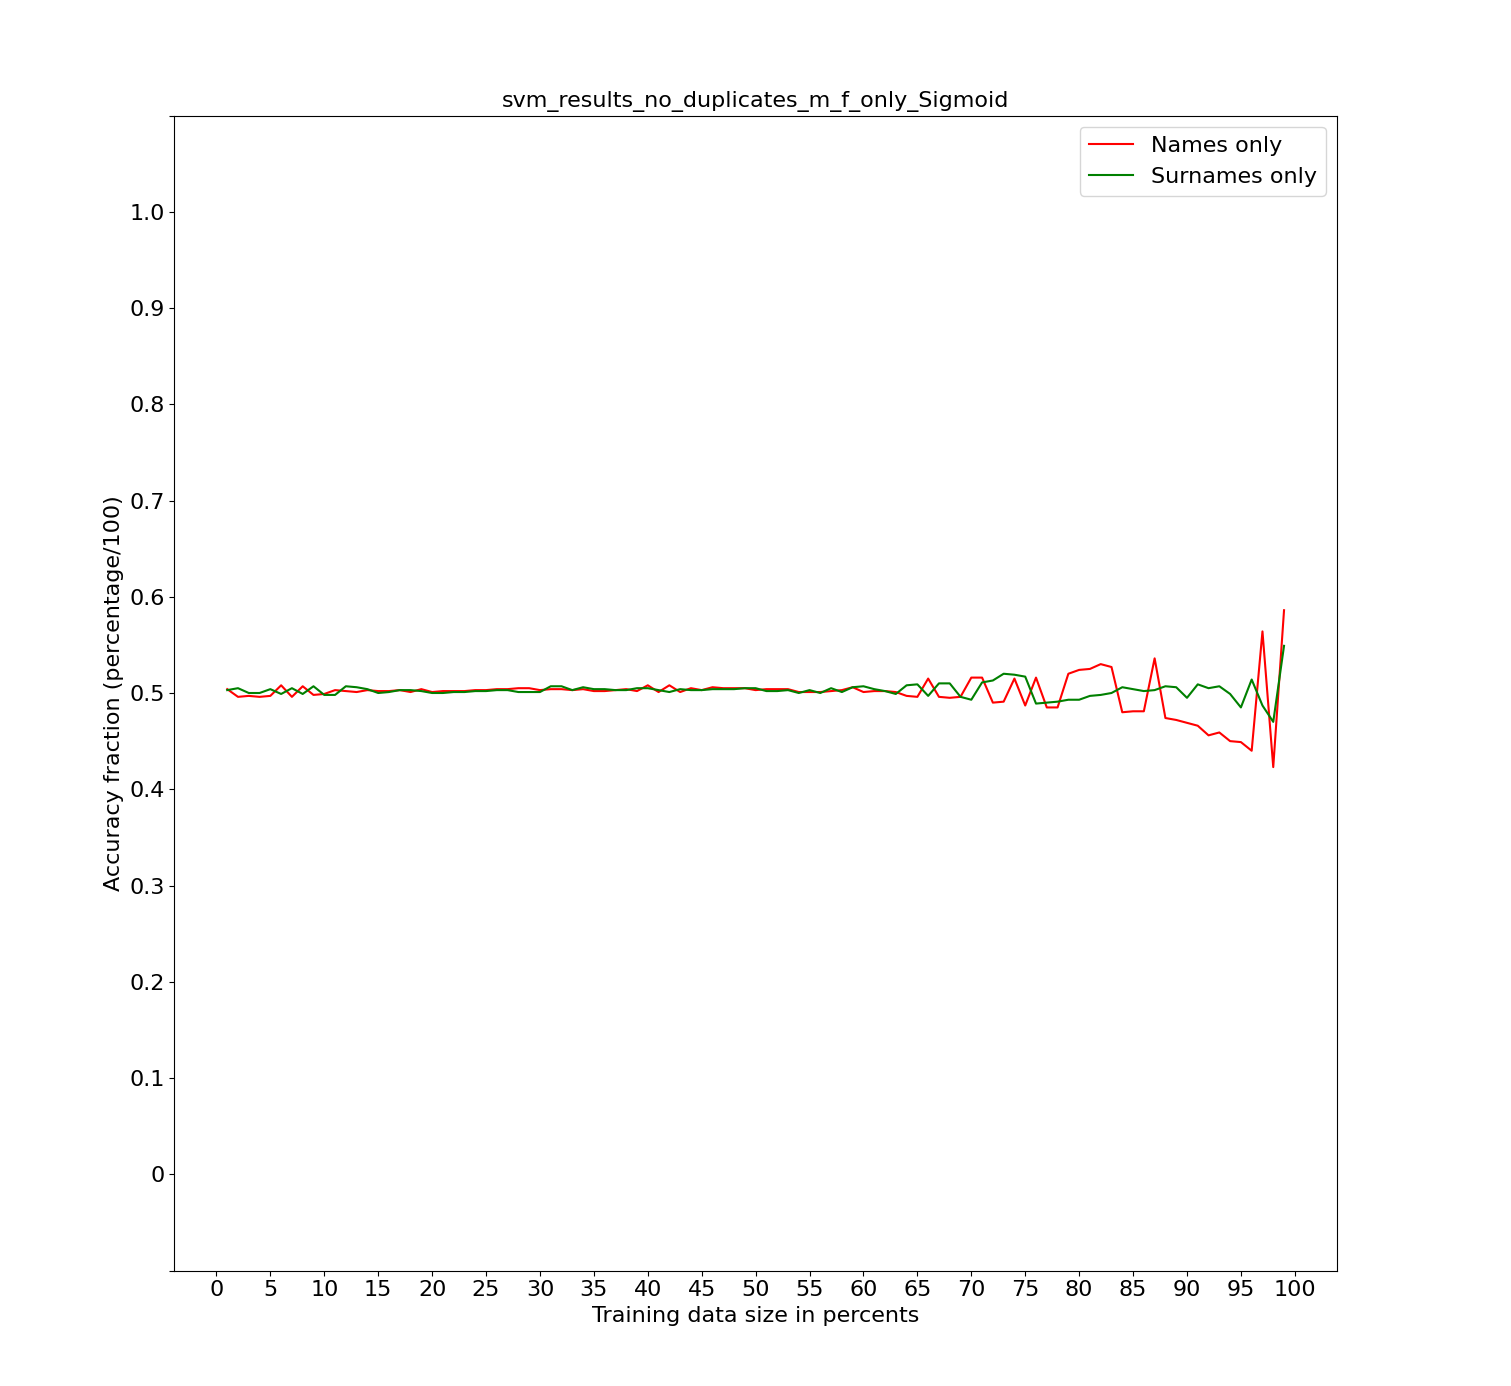 svm_results_no_duplicates_m_f_only_Sigmoid
Names only
Surnames only
Accuracy fraction (percentage/100)
1.0
0.9
0.8
0.7
0.6
0.5
0.4
0.3
0.2
0.1
0
0 5 10 15 20 25 30 35 40 45 50 55 60 65 70 75 80 85 90 95 100
Training data size in percents